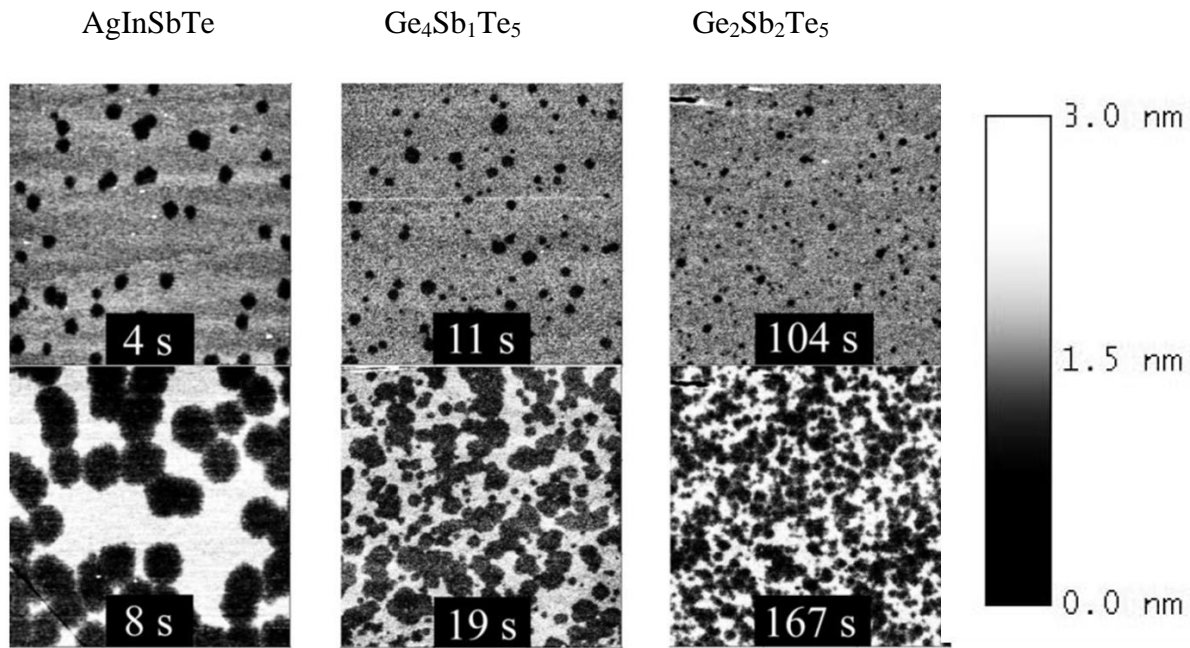 AgInSbTe Ge₄Sb₁Te₅ Ge₂Sb₂Te₅
3.0 nm
4 s 11 s 104 s
1.5 nm
8 s 19 s 167 s
0.0 nm